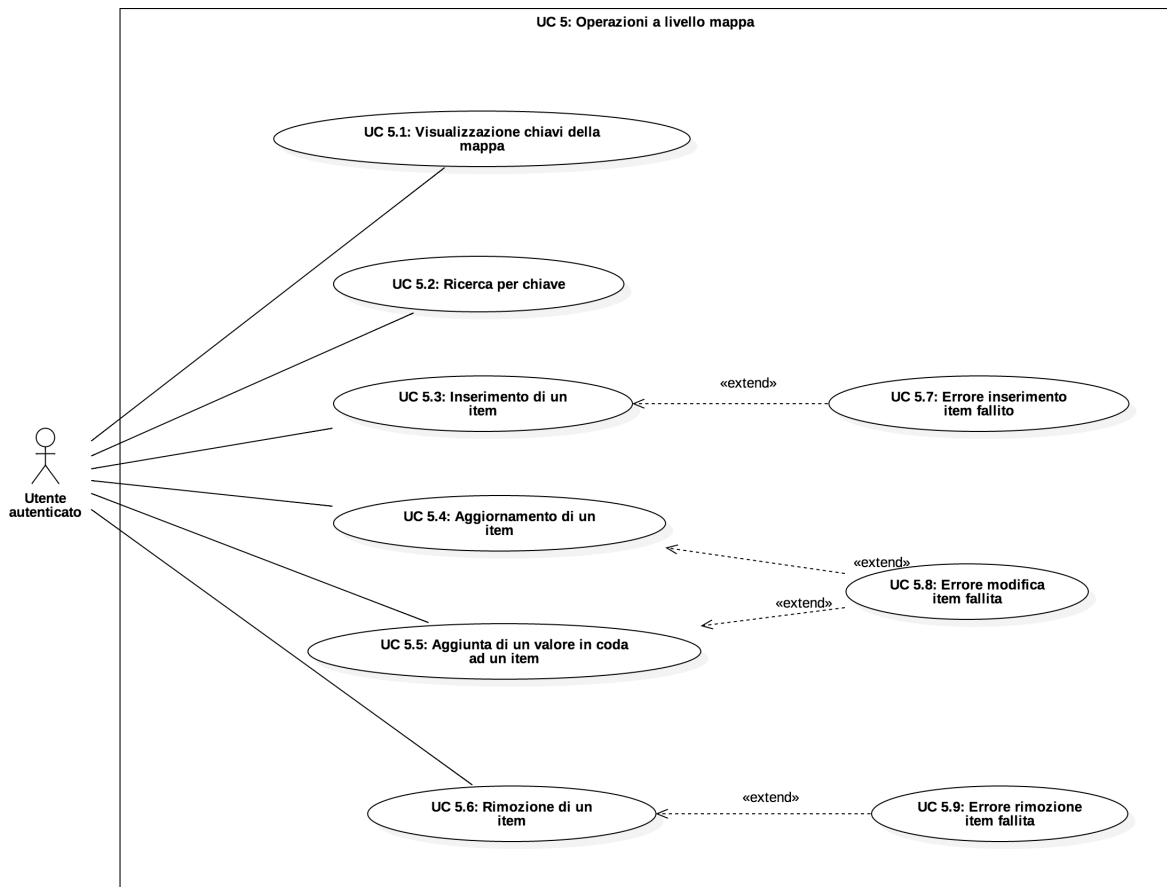 UC 5: Operazioni a livello mappa
UC 5.1: Visualizzazione chiavi della
mappa
UC 5.2: Ricerca per chiave
UC 5.3: Inserimento di un
item
«extend»
UC 5.7: Errore inserimento
item fallito
Utente
autenticato
UC 5.4: Aggiornamento di un
item
«extend»
UC 5.8: Errore modifica
item fallita
«extend»
UC 5.5: Aggiunta di un valore in coda
ad un item
UC 5.6: Rimozione di un
item
«extend»
UC 5.9: Errore rimozione
item fallita